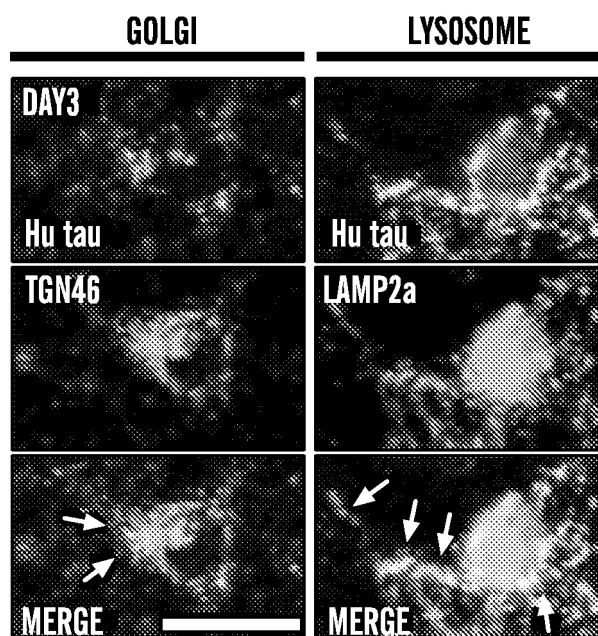 GOLGI
LYSOSOME
DAY3
Hu tau
Hu tau
TGN46
LAMP2a
MERGE
MERGE